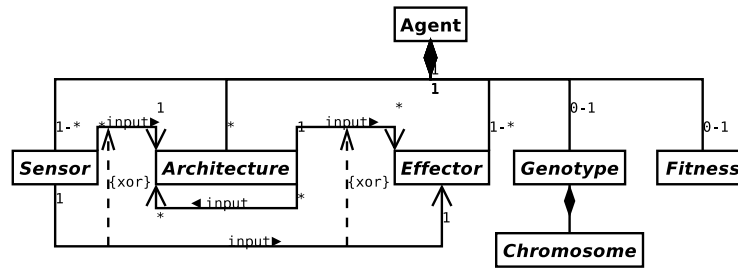 Agent
1
1
1-* * input► 1 * 1 input► * 1-* 0-1 0-1
Sensor Architecture Effector Genotype Fitness
{xor} {xor}
1 * ◄ input * 1
input►
Chromosome